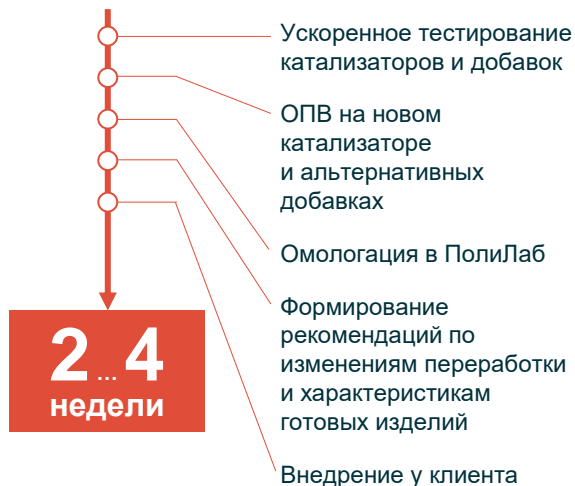 Ускоренное тестирование
катализаторов и добавок
ОПВ на новом
катализаторе
и альтернативных
добавках
Омологация в ПолиЛаб
Формирование
рекомендаций по
изменениям переработки
и характеристикам
готовых изделий
Внедрение у клиента
2 ... 4
недели